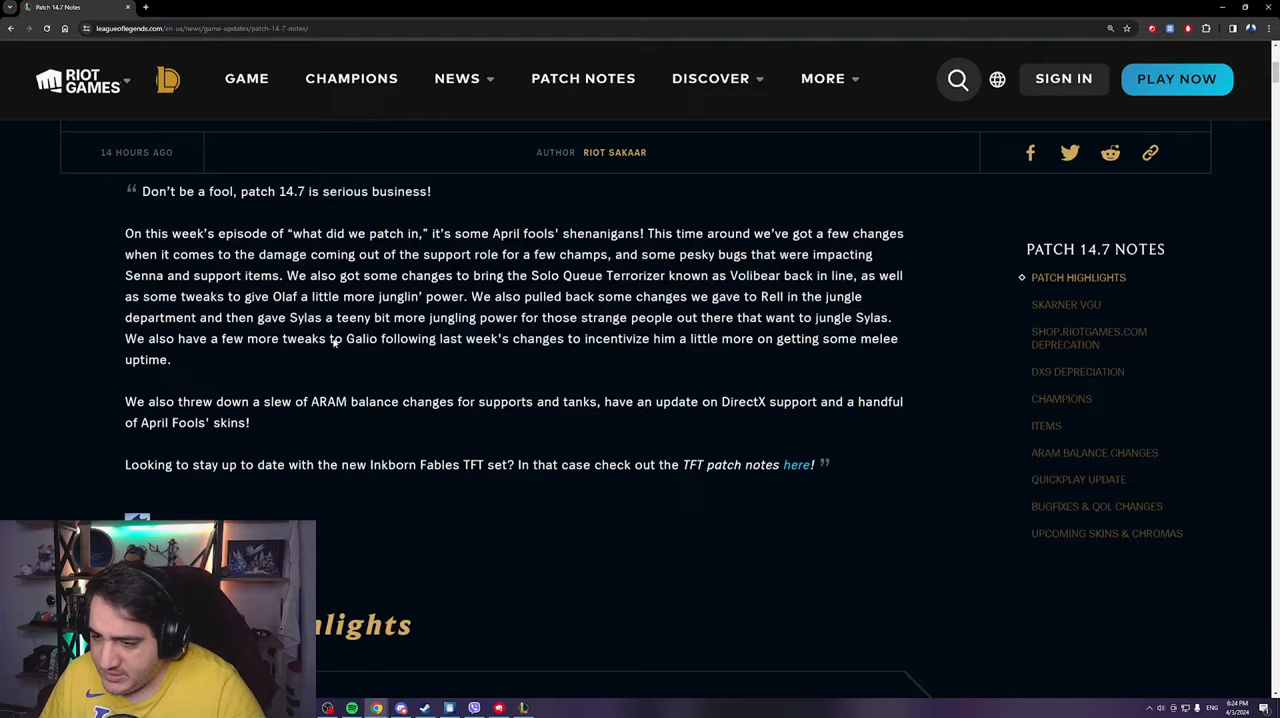 Patch 14.7 Notes
leagueoflegends.com/en-us/news/game-updates/patch-14-7-notes/
RIOT GAMES
GAME
CHAMPIONS
NEWS
PATCH NOTES
DISCOVER
MORE
SIGN IN
PLAY NOW
14 HOURS AGO
AUTHOR RIOT SAKAAR
“ Don't be a fool, patch 14.7 is serious business!
On this week's episode of “what did we patch in,” it's some April fools' shenanigans! This time around we've got a few changes
when it comes to the damage coming out of the support role for a few champs, and some pesky bugs that were impacting
Senna and support items. We also got some changes to bring the Solo Queue Terrorizer known as Volibear back in line, as well
as some tweaks to give Olaf a little more junglin' power. We also pulled back some changes we gave to Rell in the jungle
department and then gave Sylas a teeny bit more jungling power for those strange people out there that want to jungle Sylas.
We also have a few more tweaks to Galio following last week's changes to incentivize him a little more on getting some melee
uptime.
We also threw down a slew of ARAM balance changes for supports and tanks, have an update on DirectX support and a handful
of April Fools' skins!
Looking to stay up to date with the new Inkborn Fables TFT set? In that case check out the TFT patch notes here! ”
hlights
PATCH 14.7 NOTES
PATCH HIGHLIGHTS
SKARNER VGU
SHOP.RIOTGAMES.COM
DEPRECATION
DX9 DEPRECIATION
CHAMPIONS
ITEMS
ARAM BALANCE CHANGES
QUICKPLAY UPDATE
BUGFIXES & QOL CHANGES
UPCOMING SKINS & CHROMAS
ENG
6:24 PM
4/3/2024